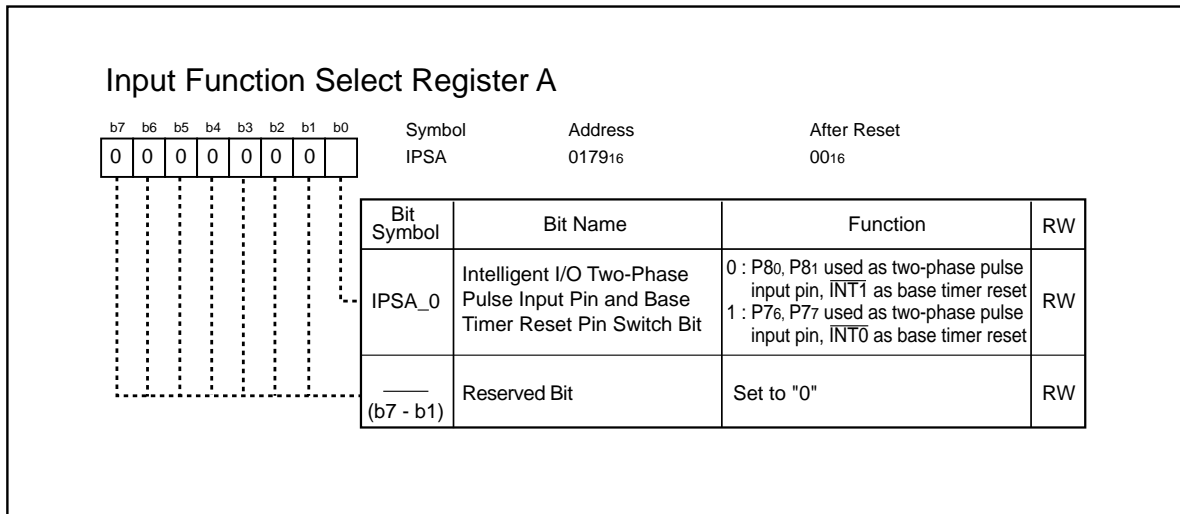 Input Function Select Register A
b7 b6 b5 b4 b3 b2 b1 b0 Symbol Address After Reset
0 0 0 0 0 0 0 IPSA 017916 0016
Bit Symbol Bit Name Function RW
IPSA_0 Intelligent I/O Two-Phase Pulse Input Pin and Base Timer Reset Pin Switch Bit
0 : P80, P81 used as two-phase pulse
input pin, INT1 as base timer reset
1 : P76, P77 used as two-phase pulse
input pin, INT0 as base timer reset
RW
(b7 - b1) Reserved Bit Set to "0" RW